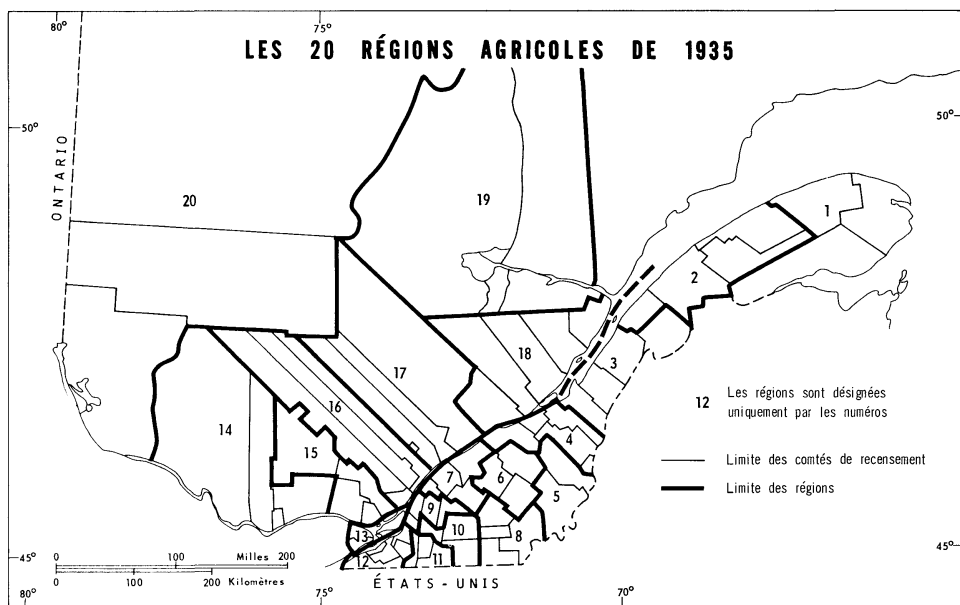 80°
75°
LES 20 RÉGIONS AGRICOLES DE 1935
50°
50°
ONTARIO
20
19
1
2
18
3
17
12 Les régions sont désignées
uniquement par les numéros
16
4
14
15
Limite des comtés de recensement
7
6
5
Limite des régions
9
10
8
13
12
11
45°
45°
0 100 Milles 200
0 100 200
Kilomètres
ÉTATS-UNIS
80°
75°
70°